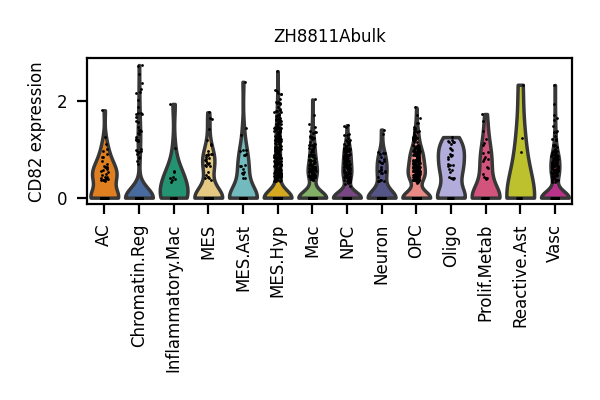 ZH8811Abulk
CD82 expression
2
0
AC
Chromatin.Reg
Inflammatory.Mac
MES
MES.Ast
MES.Hyp
Mac
NPC
Neuron
OPC
Oligo
Prolif.Metab
Reactive.Ast
Vasc